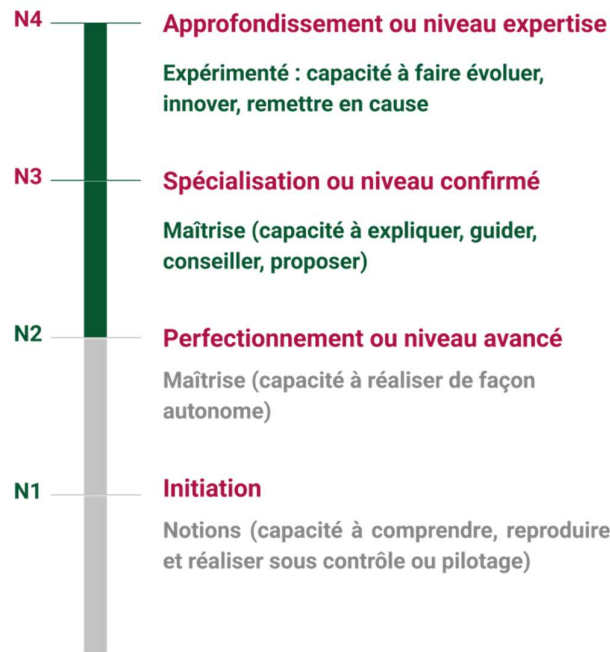 N4 Approfondissement ou niveau expertise
Expérimenté : capacité à faire évoluer,
innover, remettre en cause
N3 Spécialisation ou niveau confirmé
Maîtrise (capacité à expliquer, guider,
conseiller, proposer)
N2 Perfectionnement ou niveau avancé
Maîtrise (capacité à réaliser de façon
autonome)
N1 Initiation
Notions (capacité à comprendre, reproduire
et réaliser sous contrôle ou pilotage)